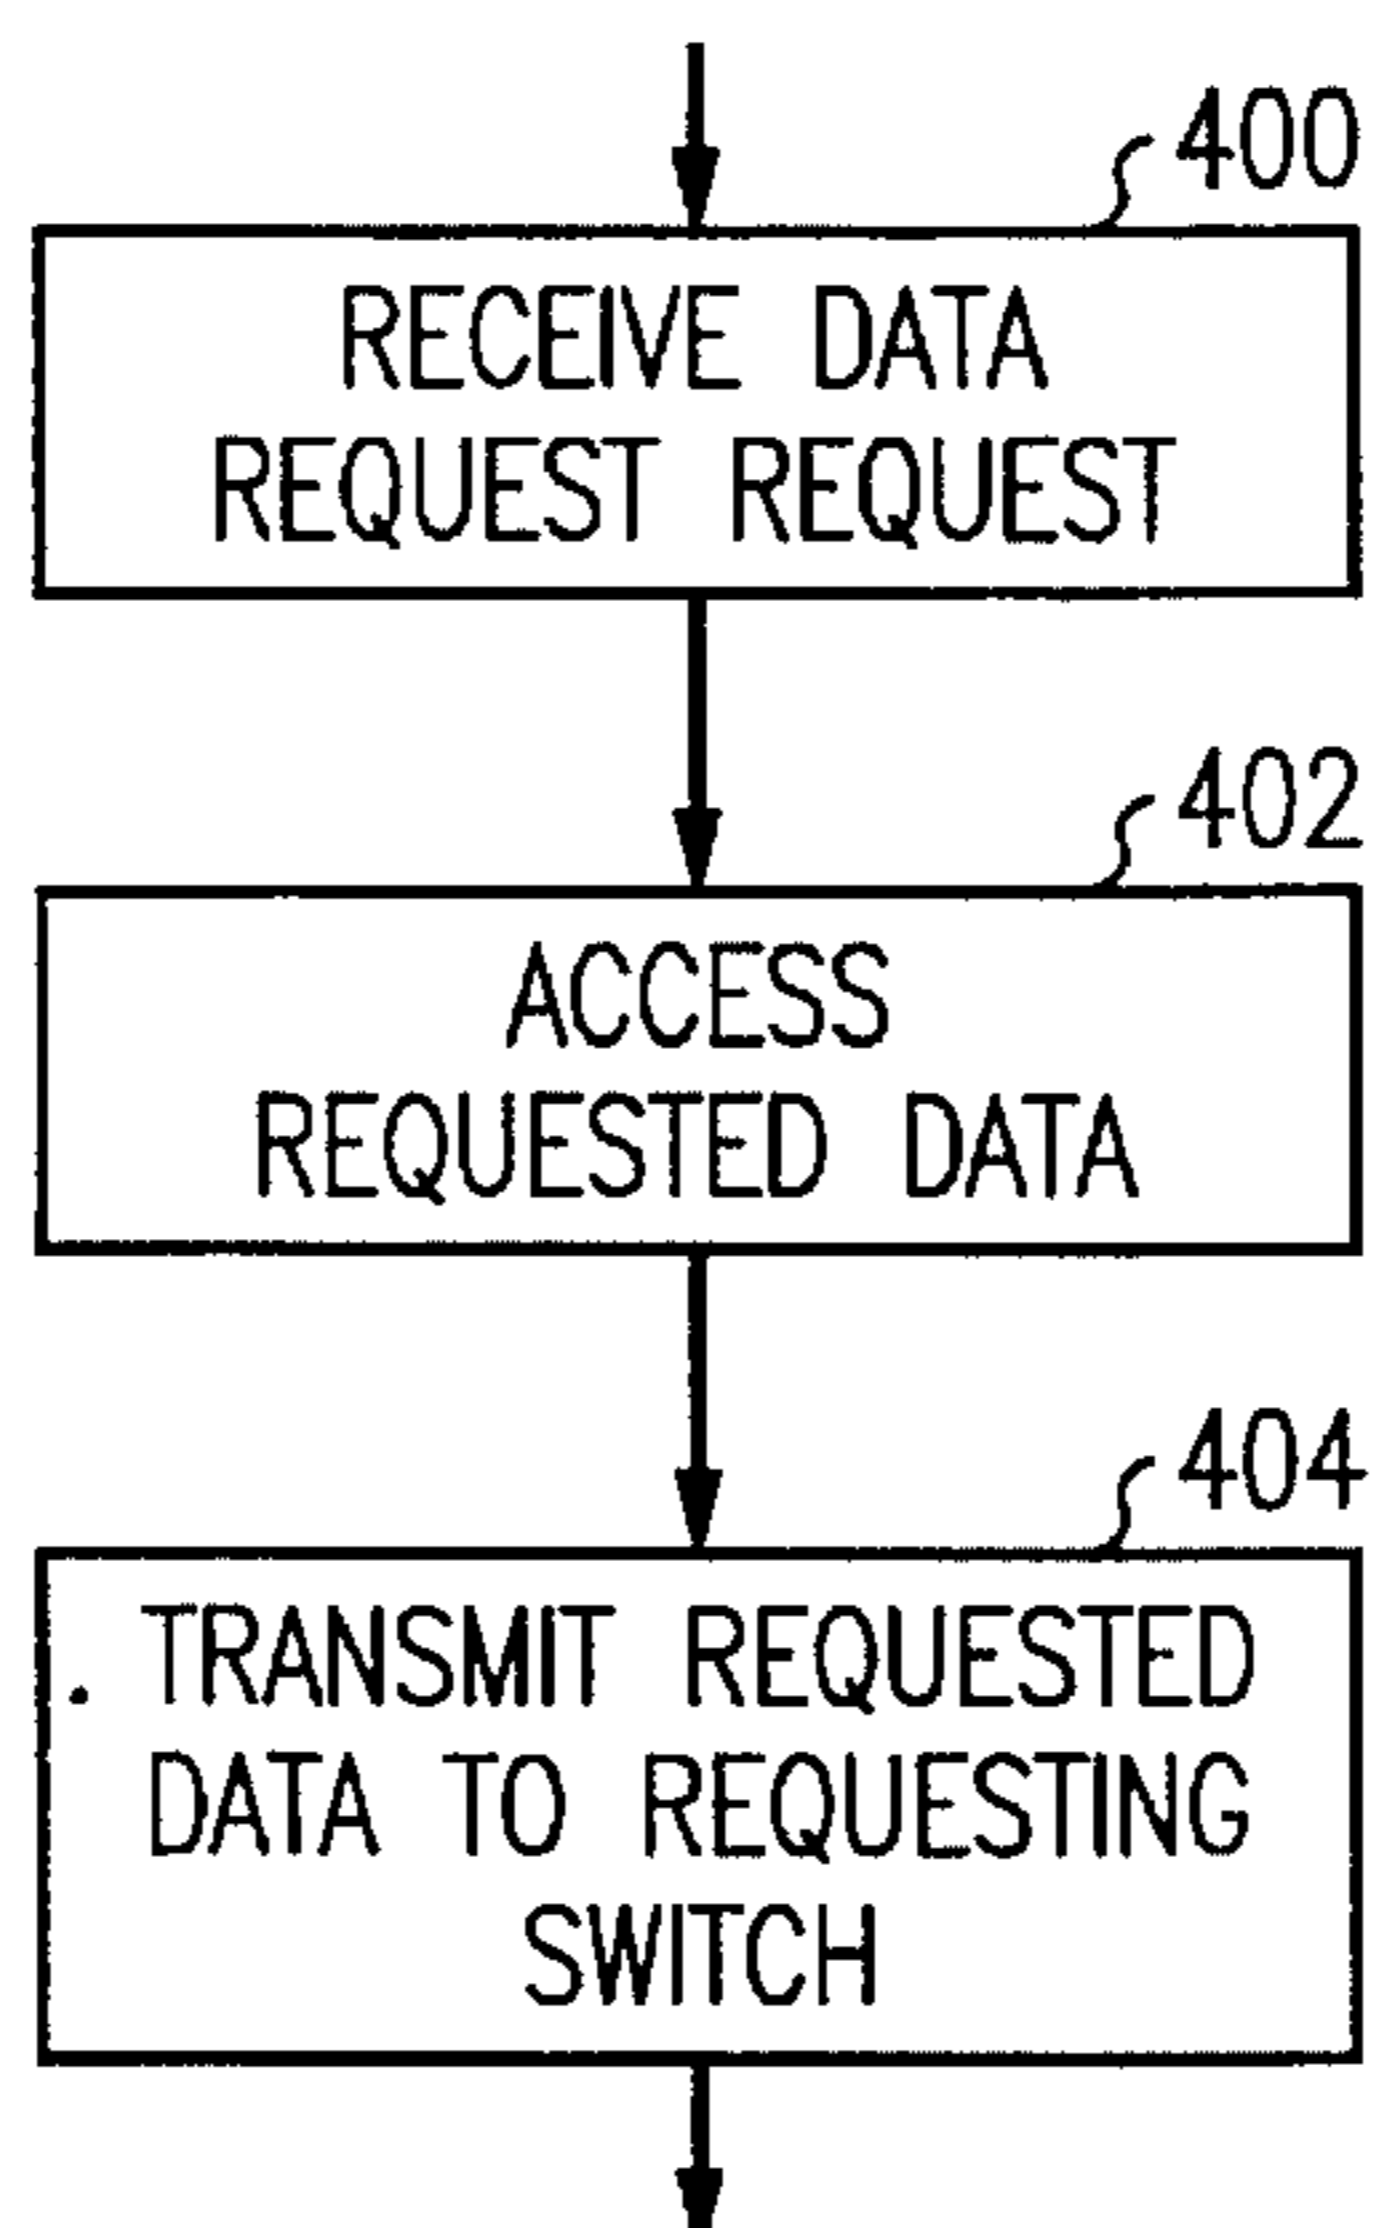 400
RECEIVE DATA
REQUEST REQUEST
402
ACCESS
REQUESTED DATA
404
. TRANSMIT REQUESTED
DATA TO REQUESTING
SWITCH